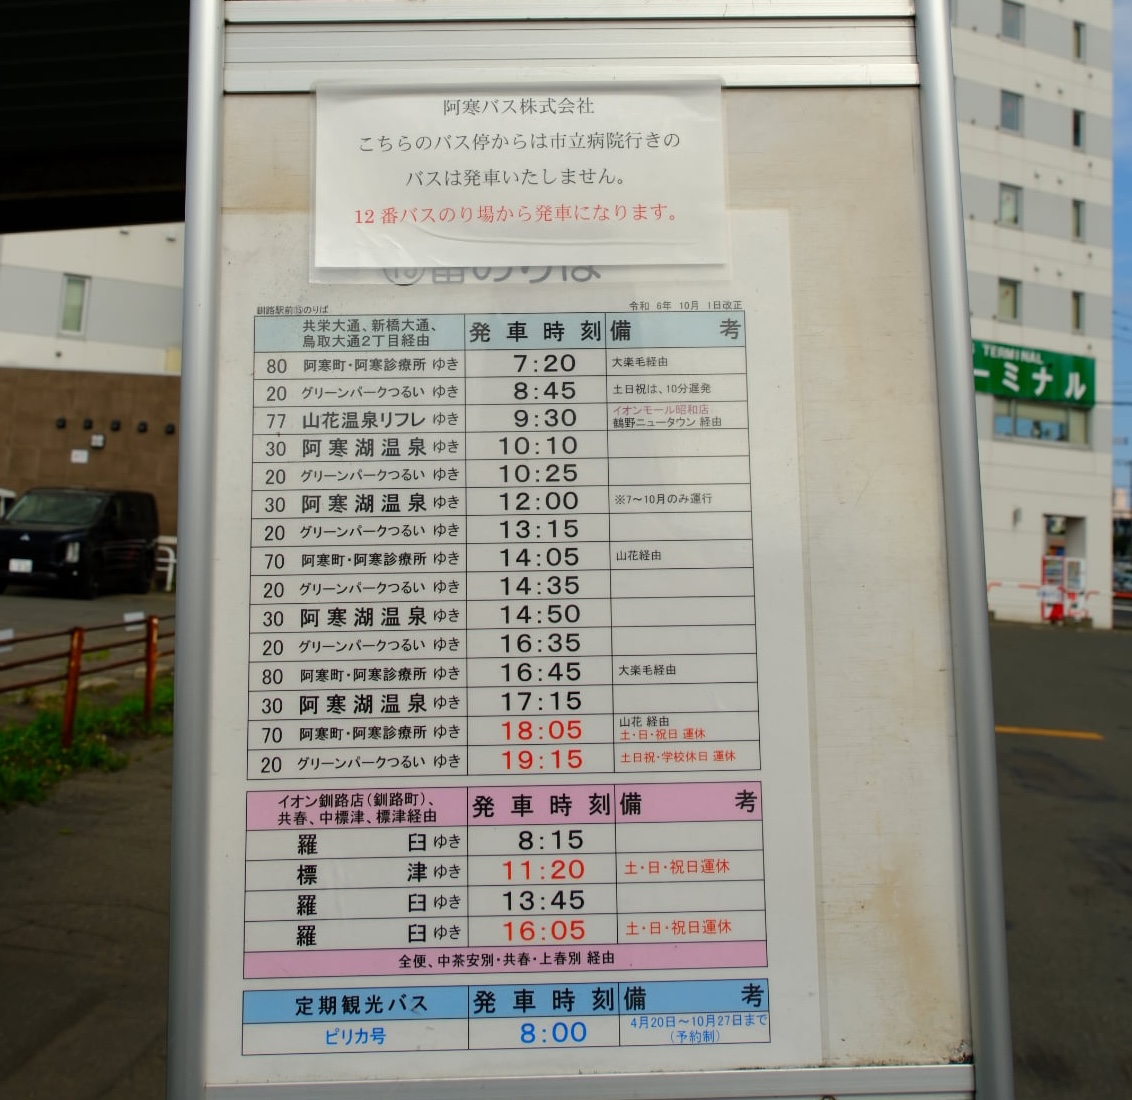 阿寒バス株式会社
こちらのバス停からは市立病院行きの
バスは発車いたしません。
12番バスのり場から発車になります。
番のりば
釧路駅前⑮のりば 令和 6年 10月 1日改正
共栄大通、新橋大通、鳥取大通2丁目経由 発車時刻 備考
80 阿寒町・阿寒診療所 ゆき 7:20 大楽毛経由
20 グリーンパークつるい ゆき 8:45 土日祝は、10分遅発
77 山花温泉リフレ ゆき 9:30 イオンモール昭和店 鶴野ニュータウン 経由
30 阿寒湖温泉 ゆき 10:10
20 グリーンパークつるい ゆき 10:25
30 阿寒湖温泉 ゆき 12:00 ※7〜10月のみ運行
20 グリーンパークつるい ゆき 13:15
70 阿寒町・阿寒診療所 ゆき 14:05 山花経由
20 グリーンパークつるい ゆき 14:35
30 阿寒湖温泉 ゆき 14:50
20 グリーンパークつるい ゆき 16:35
80 阿寒町・阿寒診療所 ゆき 16:45 大楽毛経由
30 阿寒湖温泉 ゆき 17:15
70 阿寒町・阿寒診療所 ゆき 18:05 山花 経由 土・日・祝日 運休
20 グリーンパークつるい ゆき 19:15 土日祝・学校休日 運休
イオン釧路店(釧路町)、共春、中標津、標津経由 発車時刻 備考
羅臼 ゆき 8:15
標津 ゆき 11:20 土・日・祝日運休
羅臼 ゆき 13:45
羅臼 ゆき 16:05 土・日・祝日運休
全便、中茶安別・共春・上春別 経由
定期観光バス 発車時刻 備考
ピリカ号 8:00 4月20日〜10月27日まで (予約制)
TERMINAL
ーミナル